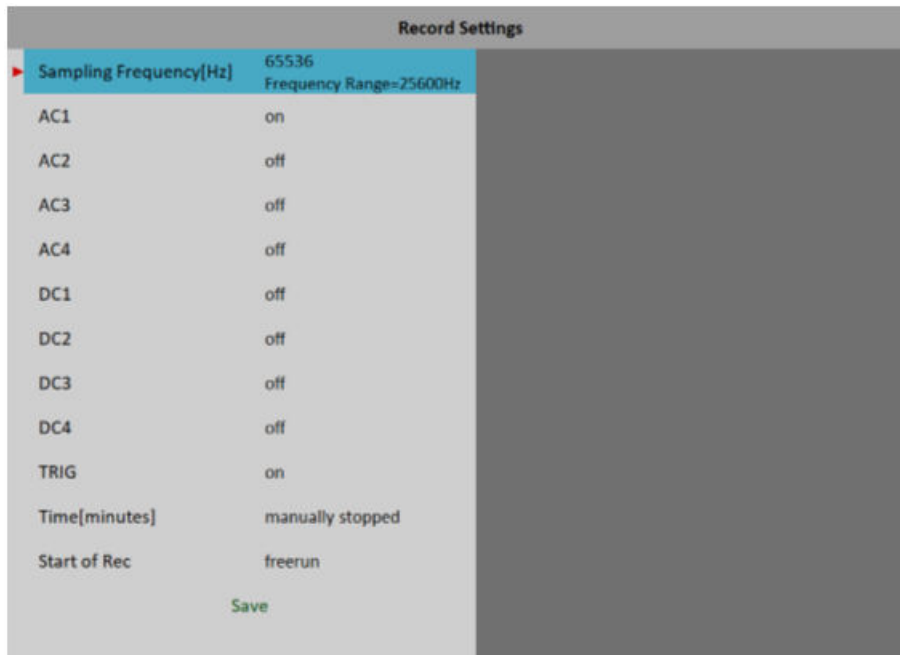 Record Settings
Sampling Frequency[Hz] 65536
Frequency Range=25600Hz
AC1 on
AC2 off
AC3 off
AC4 off
DC1 off
DC2 off
DC3 off
DC4 off
TRIG on
Time[minutes] manually stopped
Start of Rec freerun
Save